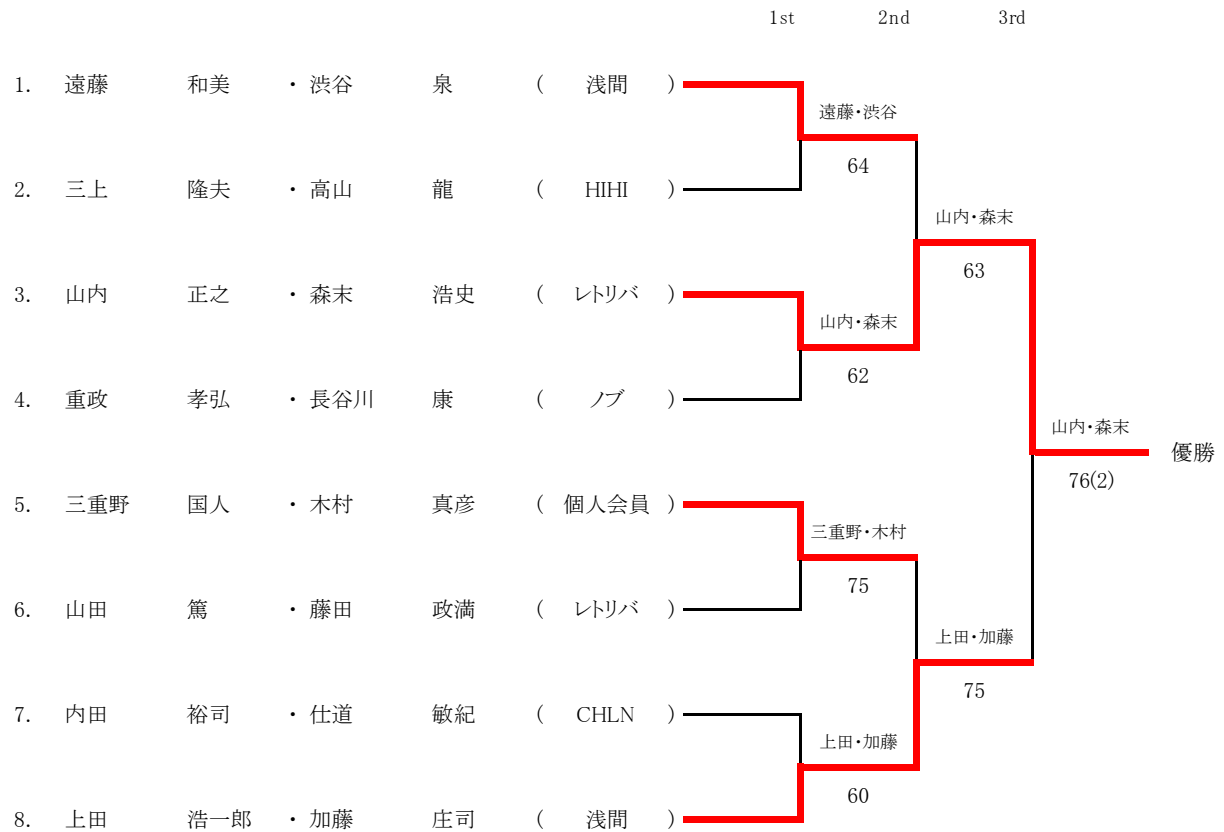 1st 2nd 3rd
1. 遠藤 和美 ・ 渋谷 泉 ( 浅間 )
遠藤・渋谷
64
2. 三上 隆夫 ・ 高山 龍 ( HIHI )
山内・森末
63
3. 山内 正之 ・ 森末 浩史 ( レトリバ )
山内・森末
62
4. 重政 孝弘 ・ 長谷川 康 ( ノブ )
山内・森末
優勝
76(2)
5. 三重野 国人 ・ 木村 真彦 ( 個人会員 )
三重野・木村
75
6. 山田 篤 ・ 藤田 政満 ( レトリバ )
上田・加藤
75
7. 内田 裕司 ・ 仕道 敏紀 ( CHLN )
上田・加藤
60
8. 上田 浩一郎 ・ 加藤 庄司 ( 浅間 )